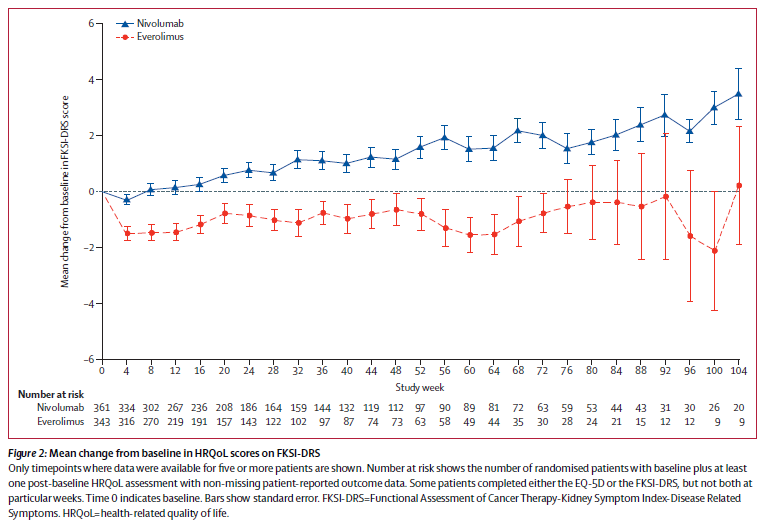 Nivolumab
Everolimus
Mean change from baseline in FKSI-DRS score
6
4
2
0
–2
–4
–6
0 4 8 12 16 20 24 28 32 36 40 44 48 52 56 60 64 68 72 76 80 84 88 92 96 100 104
Study week
Number at risk
Nivolumab 361 334 302 267 236 208 186 164 159 144 132 119 112 97 90 89 81 72 63 59 53 44 43 31 30 26 20
Everolimus 343 316 270 219 191 157 143 122 102 97 87 74 73 63 58 49 44 35 30 28 24 21 15 12 12 9 9
Figure 2: Mean change from baseline in HRQoL scores on FKSI-DRS
Only timepoints where data were available for five or more patients are shown. Number at risk shows the number of randomised patients with baseline plus at least
one post-baseline HRQoL assessment with non-missing patient-reported outcome data. Some patients completed either the EQ-5D or the FKSI-DRS, but not both at
particular weeks. Time 0 indicates baseline. Bars show standard error. FKSI-DRS=Functional Assessment of Cancer Therapy-Kidney Symptom Index-Disease Related
Symptoms. HRQoL=health-related quality of life.